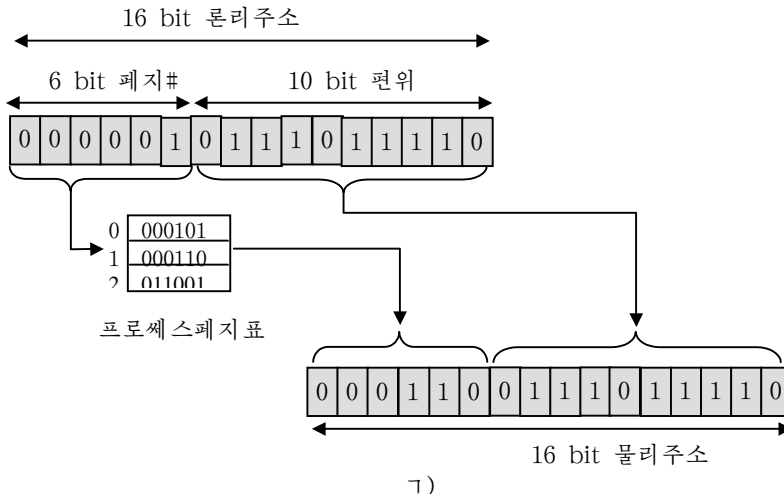 16 bit 론리주소
6 bit 페지# 10 bit 편위
0 0 0 0 0 1 0 1 1 1 0 1 1 1 1 0
0 000101
1 000110
2 011001
프로쎄스페지표
0 0 0 1 1 0 0 1 1 1 0 1 1 1 1 0
16 bit 물리주소
ㄱ)